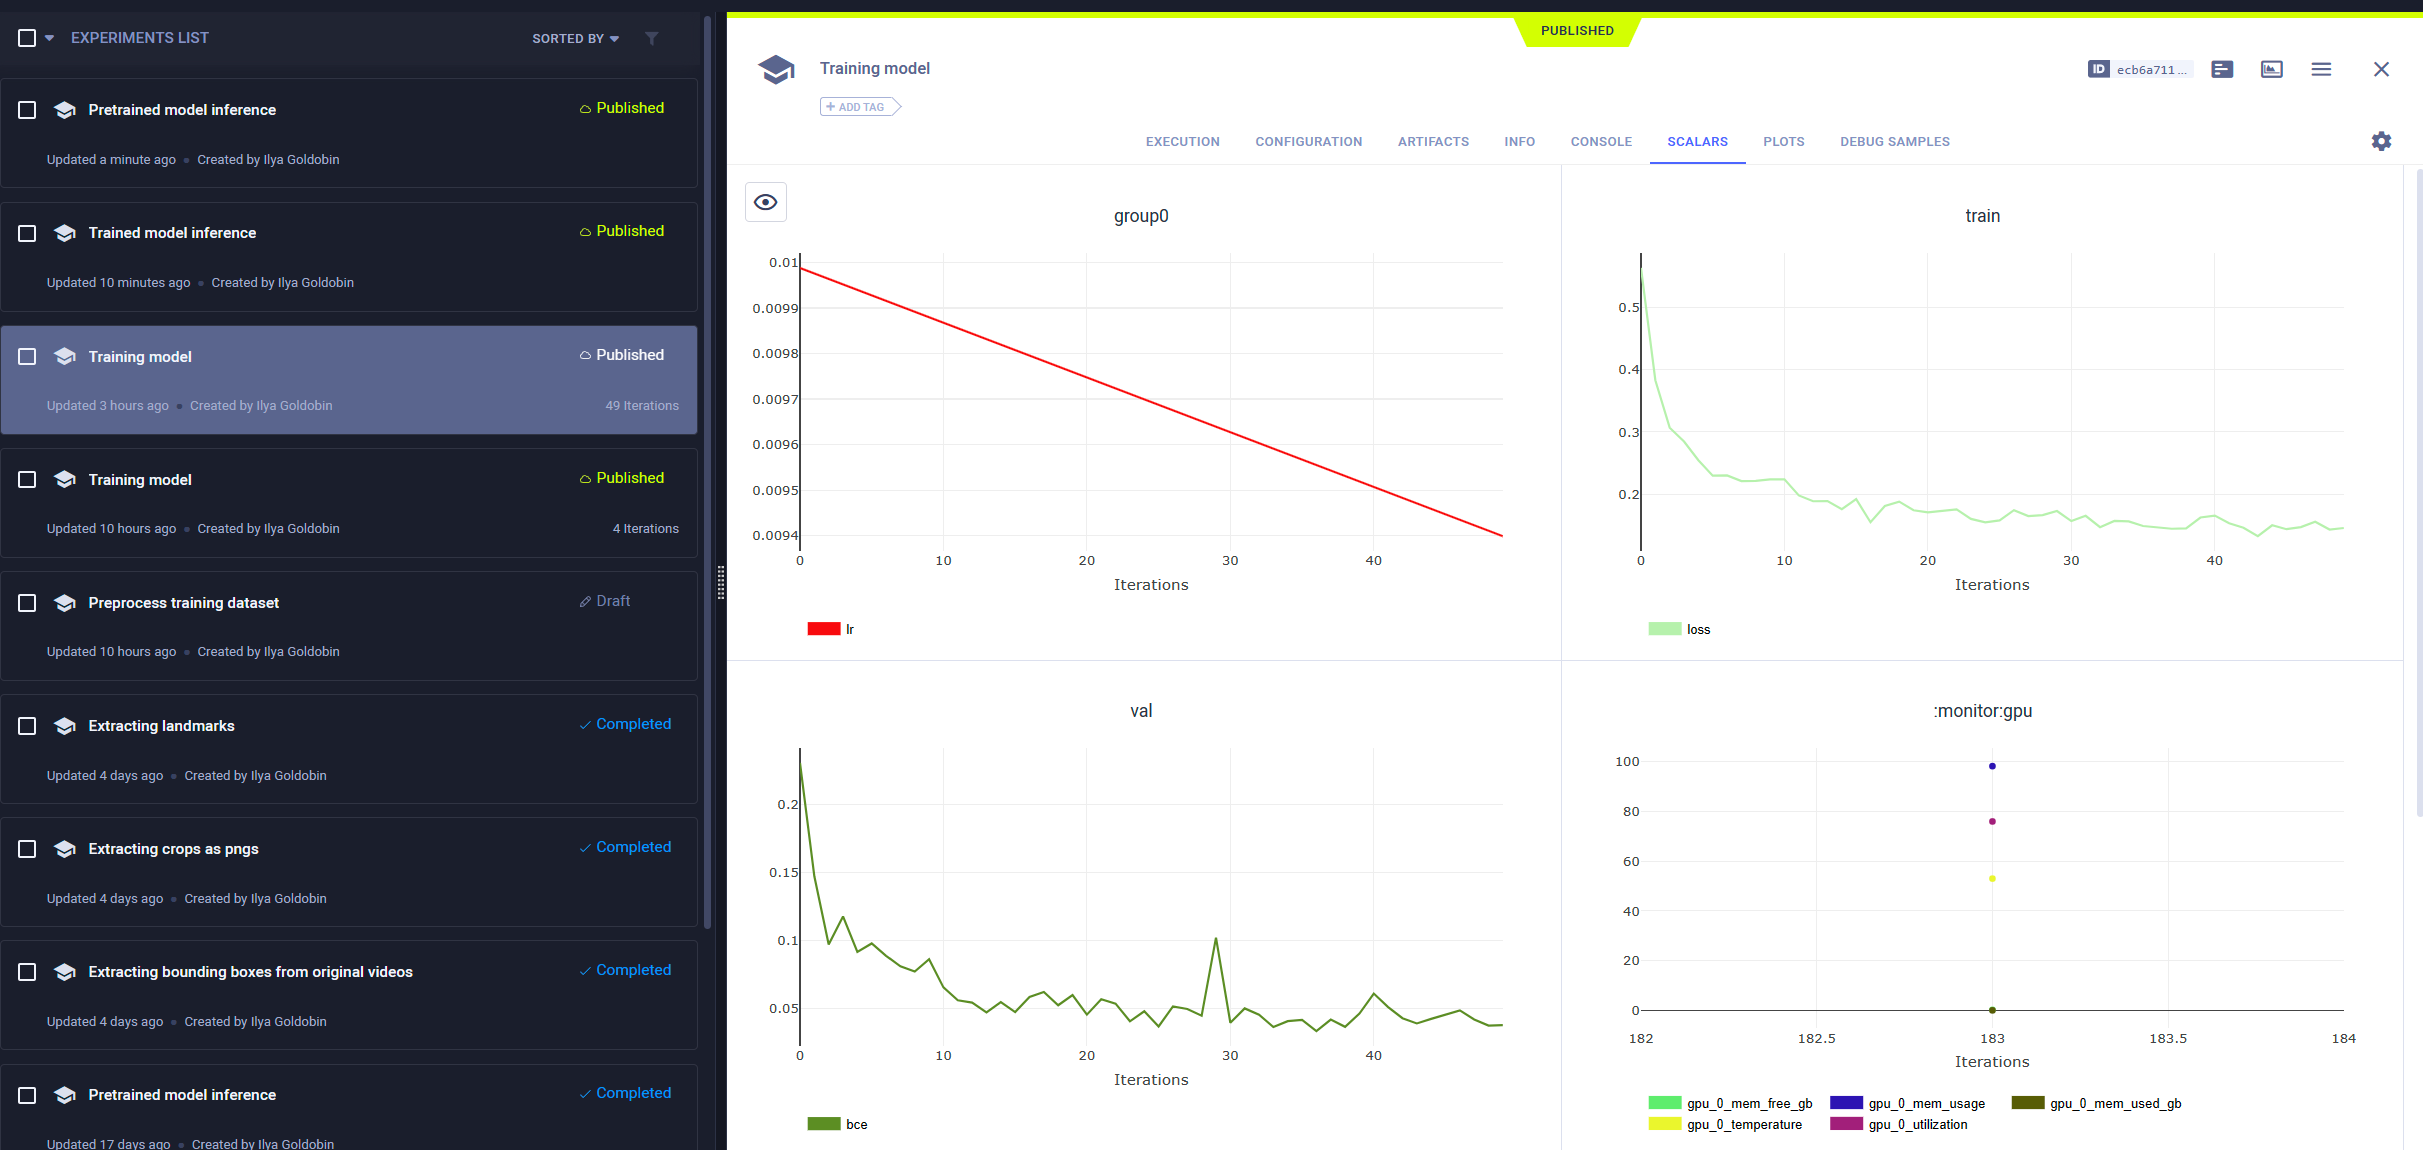 EXPERIMENTS LIST
SORTED BY
Pretrained model inference
Published
Updated a minute ago • Created by Ilya Goldobin
Trained model inference
Published
Updated 10 minutes ago • Created by Ilya Goldobin
Training model
Published
Updated 3 hours ago • Created by Ilya Goldobin
49 Iterations
Training model
Published
Updated 10 hours ago • Created by Ilya Goldobin
4 Iterations
Preprocess training dataset
Draft
Updated 10 hours ago • Created by Ilya Goldobin
Extracting landmarks
Completed
Updated 4 days ago • Created by Ilya Goldobin
Extracting crops as pngs
Completed
Updated 4 days ago • Created by Ilya Goldobin
Extracting bounding boxes from original videos
Completed
Updated 4 days ago • Created by Ilya Goldobin
Pretrained model inference
Completed
Updated 17 days ago • Created by Ilya Goldobin
PUBLISHED
Training model
ID ecb6a711...
+ ADD TAG
EXECUTION CONFIGURATION ARTIFACTS INFO CONSOLE SCALARS PLOTS DEBUG SAMPLES
group0
0.01
0.0099
0.0098
0.0097
0.0096
0.0095
0.0094
0 10 20 30 40
Iterations
lr
train
0.5
0.4
0.3
0.2
0 10 20 30 40
Iterations
loss
val
0.2
0.15
0.1
0.05
0 10 20 30 40
Iterations
bce
:monitor:gpu
100
80
60
40
20
0
182 182.5 183 183.5 184
Iterations
gpu_0_mem_free_gb gpu_0_mem_usage gpu_0_mem_used_gb
gpu_0_temperature gpu_0_utilization